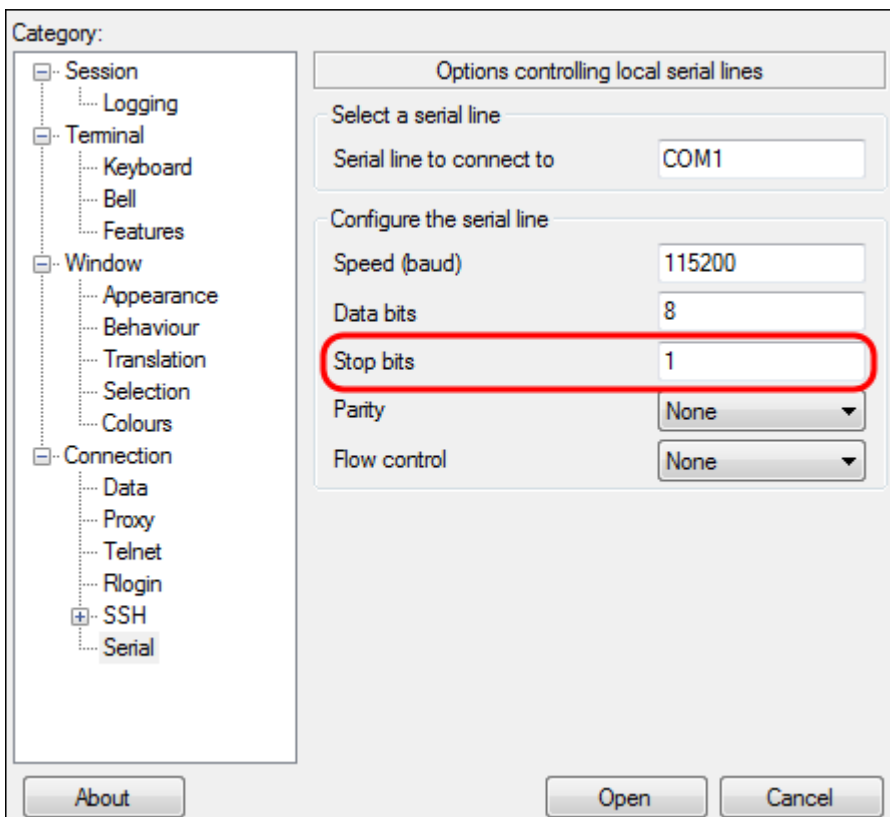 Category:
Session
Logging
Terminal
Keyboard
Bell
Features
Window
Appearance
Behaviour
Translation
Selection
Colours
Connection
Data
Proxy
Telnet
Rlogin
SSH
Serial
Options controlling local serial lines
Select a serial line
Serial line to connect to COM1
Configure the serial line
Speed (baud) 115200
Data bits 8
Stop bits 1
Parity None
Flow control None
About Open Cancel